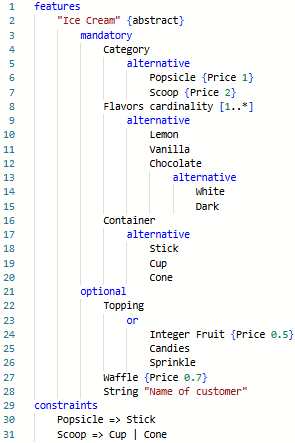 1 features
2 "Ice Cream" {abstract}
3 mandatory
4 Category
5 alternative
6 Popsicle {Price 1}
7 Scoop {Price 2}
8 Flavors cardinality [1..*]
9 alternative
10 Lemon
11 Vanilla
12 Chocolate
13 alternative
14 White
15 Dark
16 Container
17 alternative
18 Stick
19 Cup
20 Cone
21 optional
22 Topping
23 or
24 Integer Fruit {Price 0.5}
25 Candies
26 Sprinkle
27 Waffle {Price 0.7}
28 String "Name of customer"
29 constraints
30 Popsicle => Stick
31 Scoop => Cup | Cone